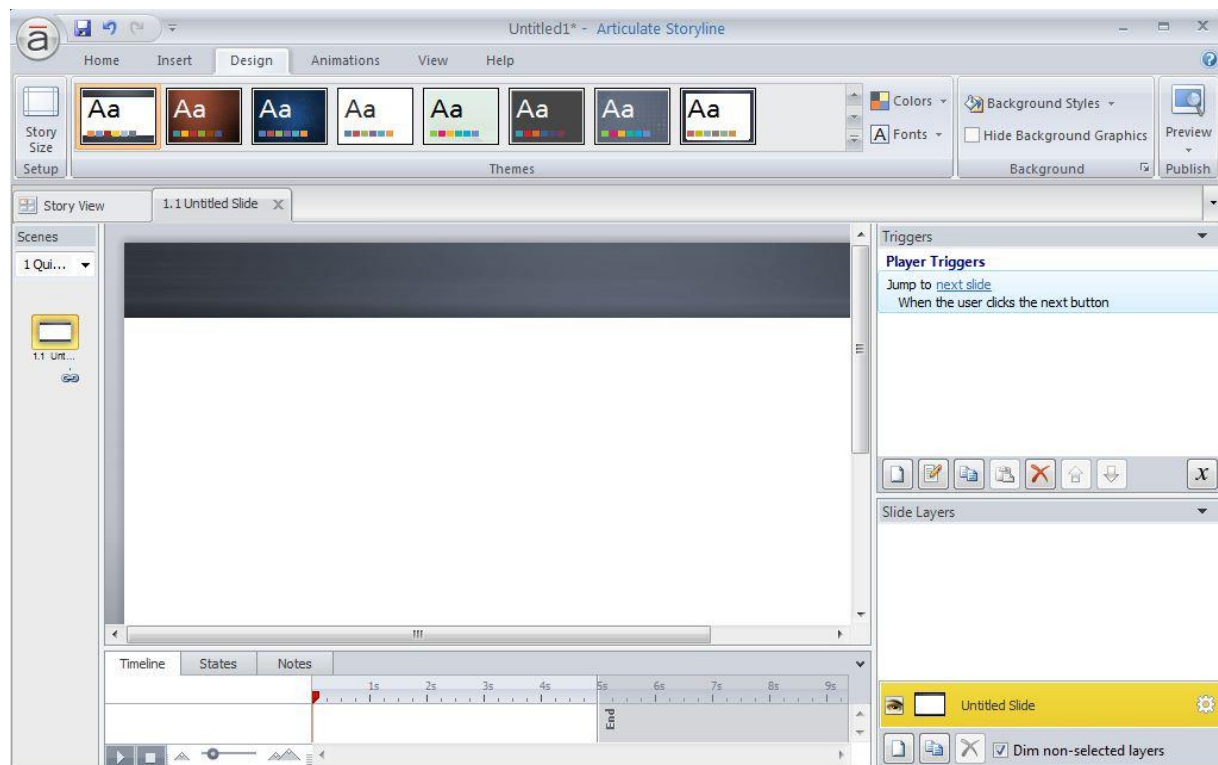 ā
Untitled1* - Articulate Storyline
Home Insert Design Animations View Help
Aa Aa Aa Aa Aa Aa Aa Aa
Story
Size
Colors
Fonts
Background Styles
Hide Background Graphics
Preview
Setup Themes Background Publish
Story View 1.1 Untitled Slide
Scenes
1 Qui...
1.1 Unt...
Triggers
Player Triggers
Jump to next slide
When the user clicks the next button
x
Slide Layers
Timeline States Notes
1s 2s 3s 4s 5s 6s 7s 8s 9s
End
Untitled Slide
Dim non-selected layers